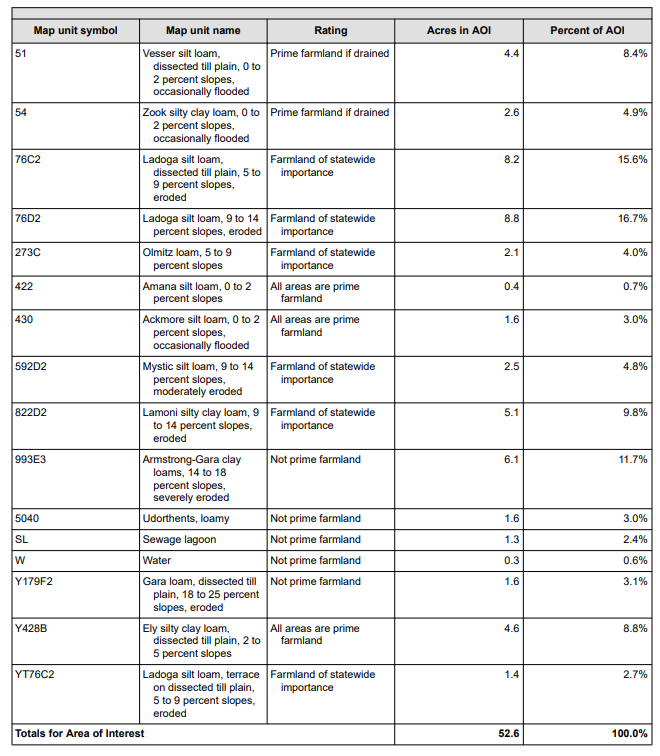 Map unit symbol Map unit name Rating Acres in AOI Percent of AOI
51 Vesser silt loam, Prime farmland if drained 4.4 8.4%
dissected till plain, 0 to
2 percent slopes,
occasionally flooded
54 Zook silty clay loam, 0 to Prime farmland if drained 2.6 4.9%
2 percent slopes,
occasionally flooded
76C2 Ladoga silt loam, Farmland of statewide 8.2 15.6%
dissected till plain, 5 to importance
9 percent slopes,
eroded
76D2 Ladoga silt loam, 9 to 14 Farmland of statewide 8.8 16.7%
percent slopes, eroded importance
273C Olmitz loam, 5 to 9 Farmland of statewide 2.1 4.0%
percent slopes importance
422 Amana silt loam, 0 to 2 All areas are prime 0.4 0.7%
percent slopes farmland
430 Ackmore silt loam, 0 to 2 All areas are prime 1.6 3.0%
percent slopes, farmland
occasionally flooded
592D2 Mystic silt loam, 9 to 14 Farmland of statewide 2.5 4.8%
percent slopes, importance
moderately eroded
822D2 Lamoni silty clay loam, 9 Farmland of statewide 5.1 9.8%
to 14 percent slopes, importance
eroded
993E3 Armstrong-Gara clay Not prime farmland 6.1 11.7%
loams, 14 to 18
percent slopes,
severely eroded
5040 Udorthents, loamy Not prime farmland 1.6 3.0%
SL Sewage lagoon Not prime farmland 1.3 2.4%
W Water Not prime farmland 0.3 0.6%
Y179F2 Gara loam, dissected till Not prime farmland 1.6 3.1%
plain, 18 to 25 percent
slopes, eroded
Y428B Ely silty clay loam, All areas are prime 4.6 8.8%
dissected till plain, 2 to farmland
5 percent slopes
YT76C2 Ladoga silt loam, terrace Farmland of statewide 1.4 2.7%
on dissected till plain, importance
5 to 9 percent slopes,
eroded
Totals for Area of Interest 52.6 100.0%